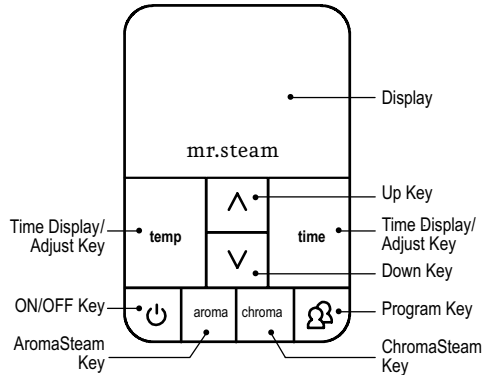 Display
mr.steam
Up Key
Time Display/
Adjust Key
temp
time
Time Display/
Adjust Key
Down Key
ON/OFF Key
aroma
chroma
Program Key
AromaSteam
Key
ChromaSteam
Key